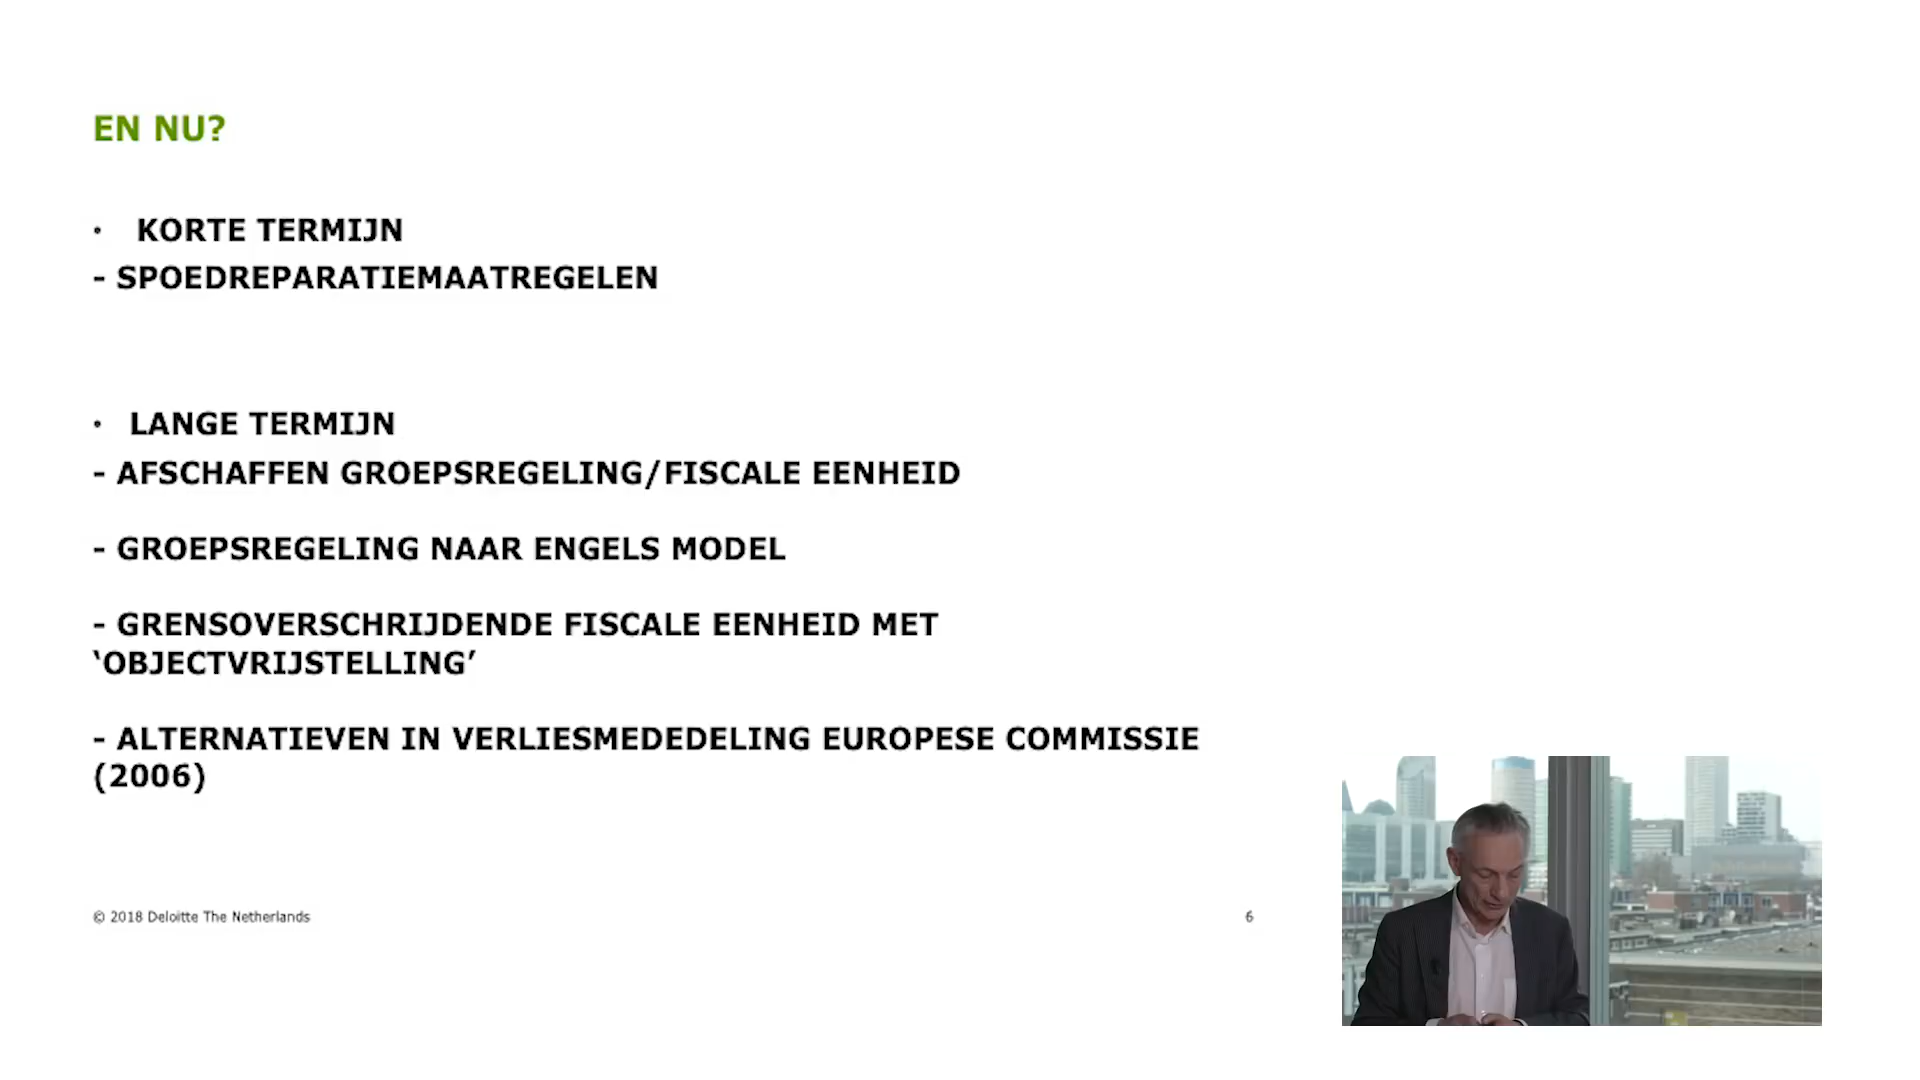 EN NU?
· KORTE TERMIJN
- SPOEDREPARATIEMAATREGELEN
· LANGE TERMIJN
- AFSCHAFFEN GROEPSREGELING/FISCALE EENHEID
- GROEPSREGELING NAAR ENGELS MODEL
- GRENSOVERSCHRIJDENDE FISCALE EENHEID MET
‘OBJECTVRIJSTELLING’
- ALTERNATIEVEN IN VERLIESMEDEDELING EUROPESE COMMISSIE
(2006)
© 2018 Deloitte The Netherlands
6